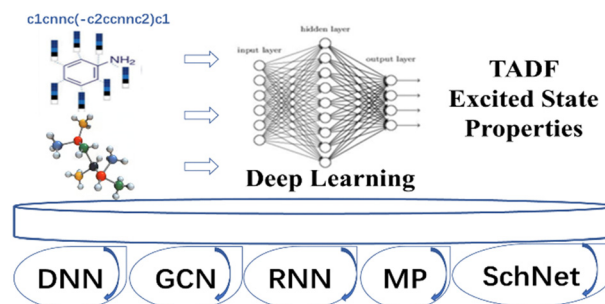 c1cnnc(-c2ccnnc2)c1
NH2
input layer
hidden layer
output layer
Deep Learning
TADF
Excited State
Properties
DNN
GCN
RNN
MP
SchNet